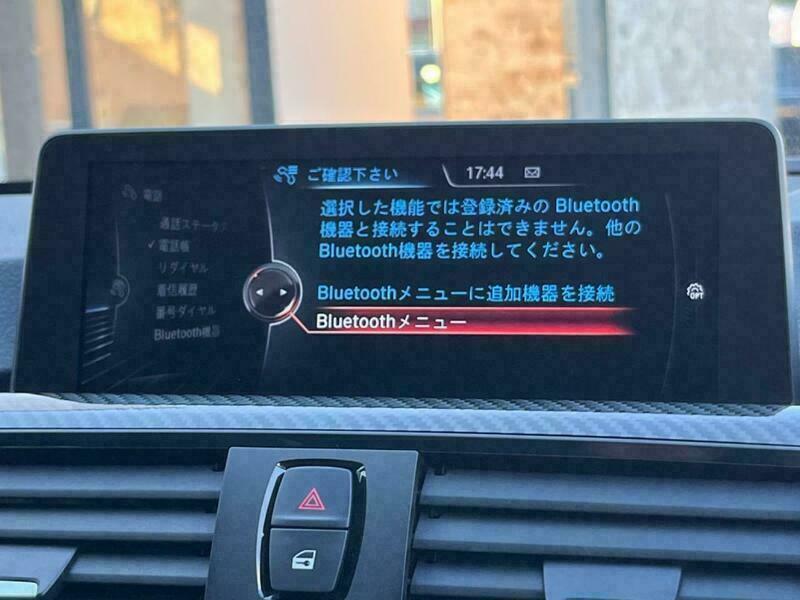 ご確認下さい
17:44
電話
通話ステータス
✓電話帳
リダイヤル
着信履歴
番号ダイヤル
Bluetooth機器
選択した機能では登録済みの Bluetooth
機器と接続することはできません。他の
Bluetooth機器を接続してください。
Bluetoothメニューに追加機器を接続
Bluetoothメニュー
OPT